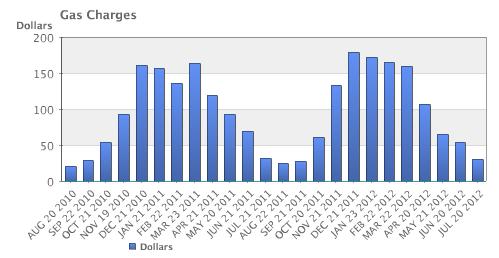 Gas Charges
Dollars
200
150
100
50
0
AUG 20 2010
SEP 22 2010
OCT 21 2010
NOV 19 2010
DEC 21 2010
JAN 21 2011
FEB 22 2011
MAR 23 2011
APR 20 2011
MAY 20 2011
JUN 21 2011
JUL 21 2011
AUG 22 2011
SEP 21 2011
OCT 20 2011
NOV 21 2011
DEC 21 2011
JAN 23 2012
FEB 22 2012
MAR 22 2012
APR 20 2012
MAY 21 2012
JUN 20 2012
JUL 20 2012
Dollars